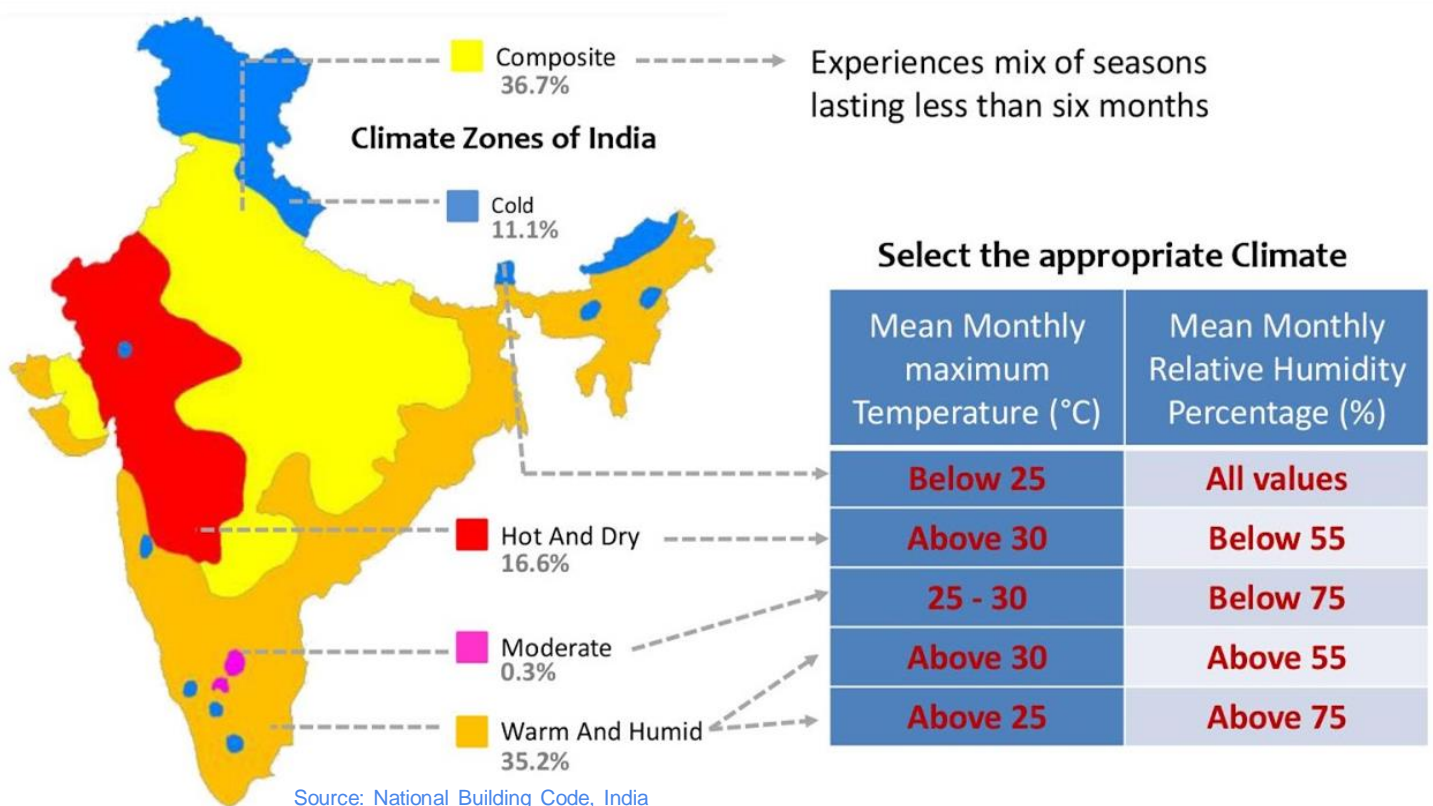 Composite
36.7%
Experiences mix of seasons
lasting less than six months
Climate Zones of India
Cold
11.1%
Hot And Dry
16.6%
Moderate
0.3%
Warm And Humid
35.2%
Source: National Building Code, India
Select the appropriate Climate
Mean Monthly
maximum
Temperature (°C)
Mean Monthly
Relative Humidity
Percentage (%)
Below 25
All values
Above 30
Below 55
25 - 30
Below 75
Above 30
Above 55
Above 25
Above 75